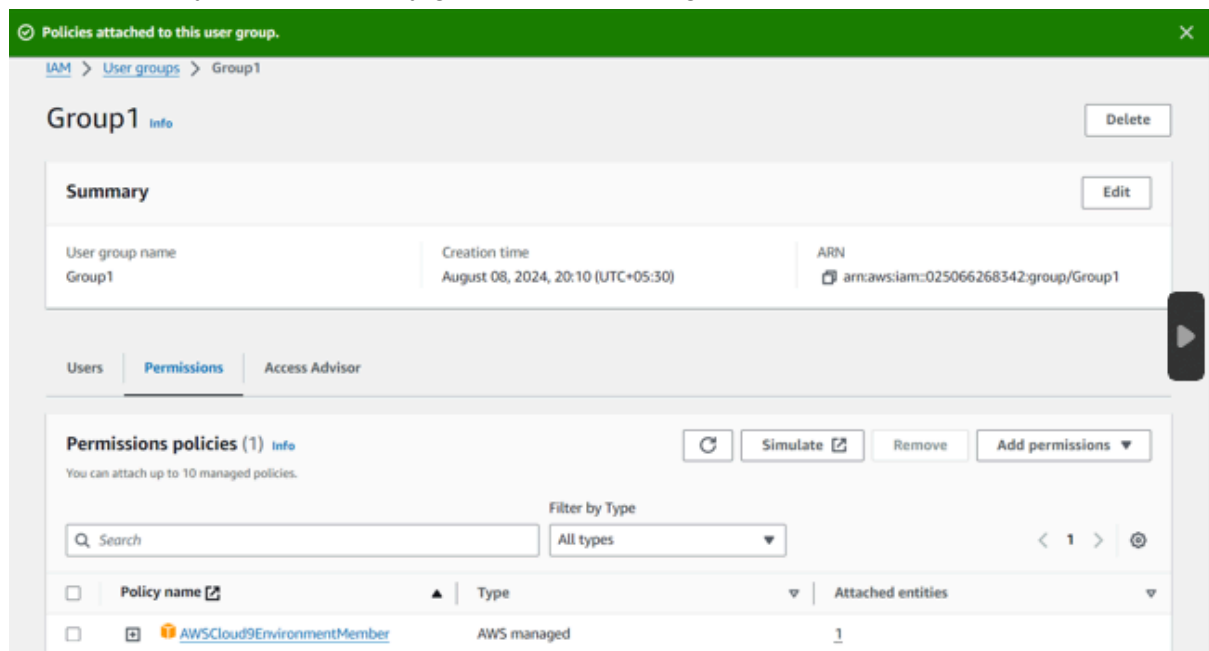 Policies attached to this user group.
IAM > User groups > Group1
Group1 Info
Delete
Summary
Edit
User group name
Group1
Creation time
August 08, 2024, 20:10 (UTC+05:30)
ARN
arn:aws:iam::025066268342:group/Group1
Users
Permissions
Access Advisor
Permissions policies (1) Info
You can attach up to 10 managed policies.
Simulate
Remove
Add permissions
Filter by Type
Search
All types
< 1 >
Policy name
Type
Attached entities
AWSCloud9EnvironmentMember
AWS managed
1